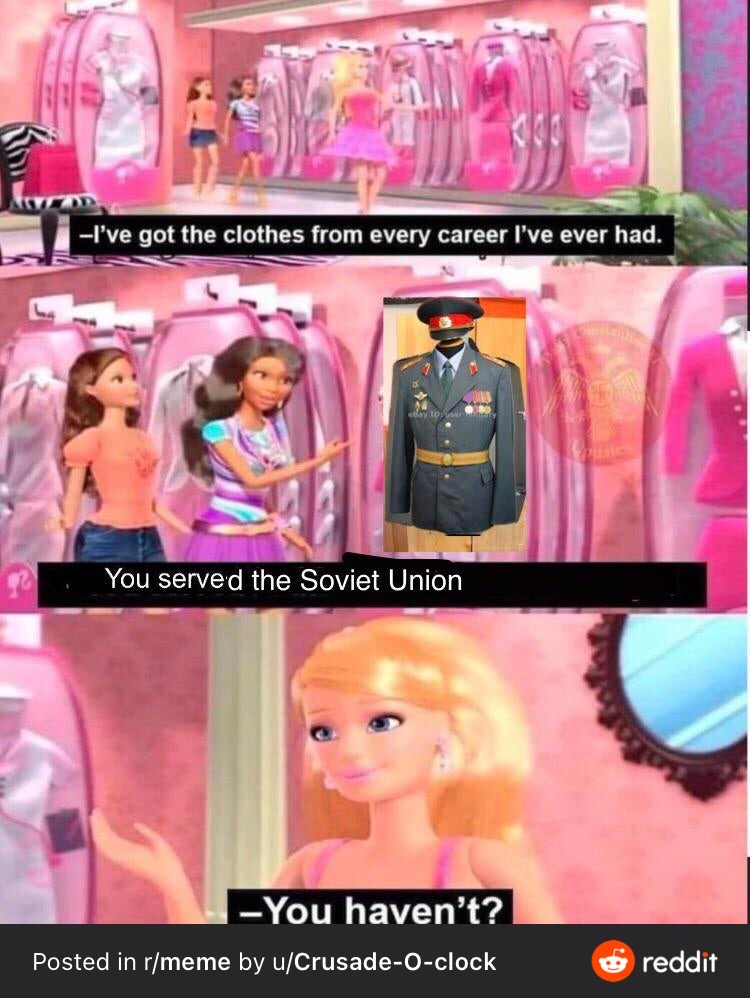 –I've got the clothes from every career I've ever had.
You served the Soviet Union
–You haven't?
Posted in r/meme by u/Crusade-O-clock
reddit